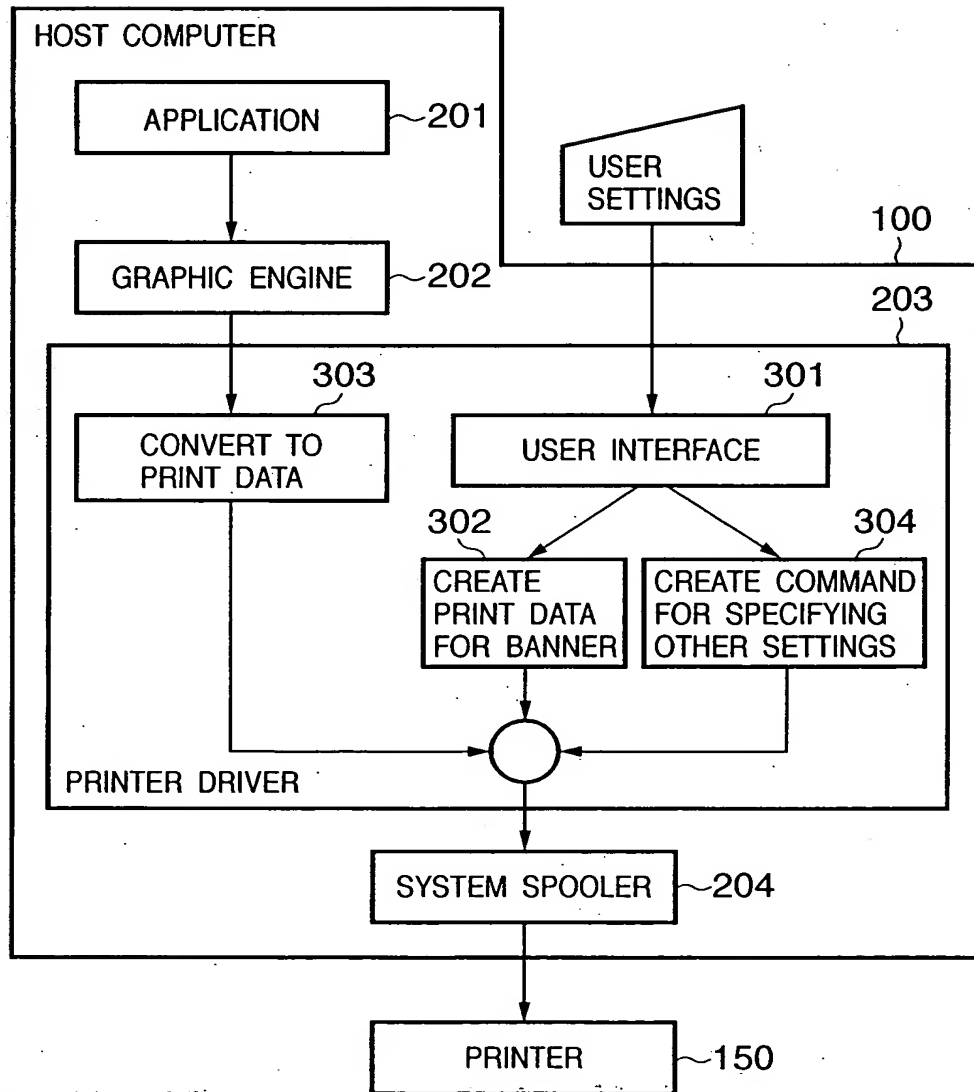 HOST COMPUTER
APPLICATION
201
USER
SETTINGS
100
GRAPHIC ENGINE
202
203
303
301
CONVERT TO
PRINT DATA
USER INTERFACE
302
304
CREATE
PRINT DATA
FOR BANNER
CREATE COMMAND
FOR SPECIFYING
OTHER SETTINGS
PRINTER DRIVER
SYSTEM SPOOLER
204
PRINTER
150